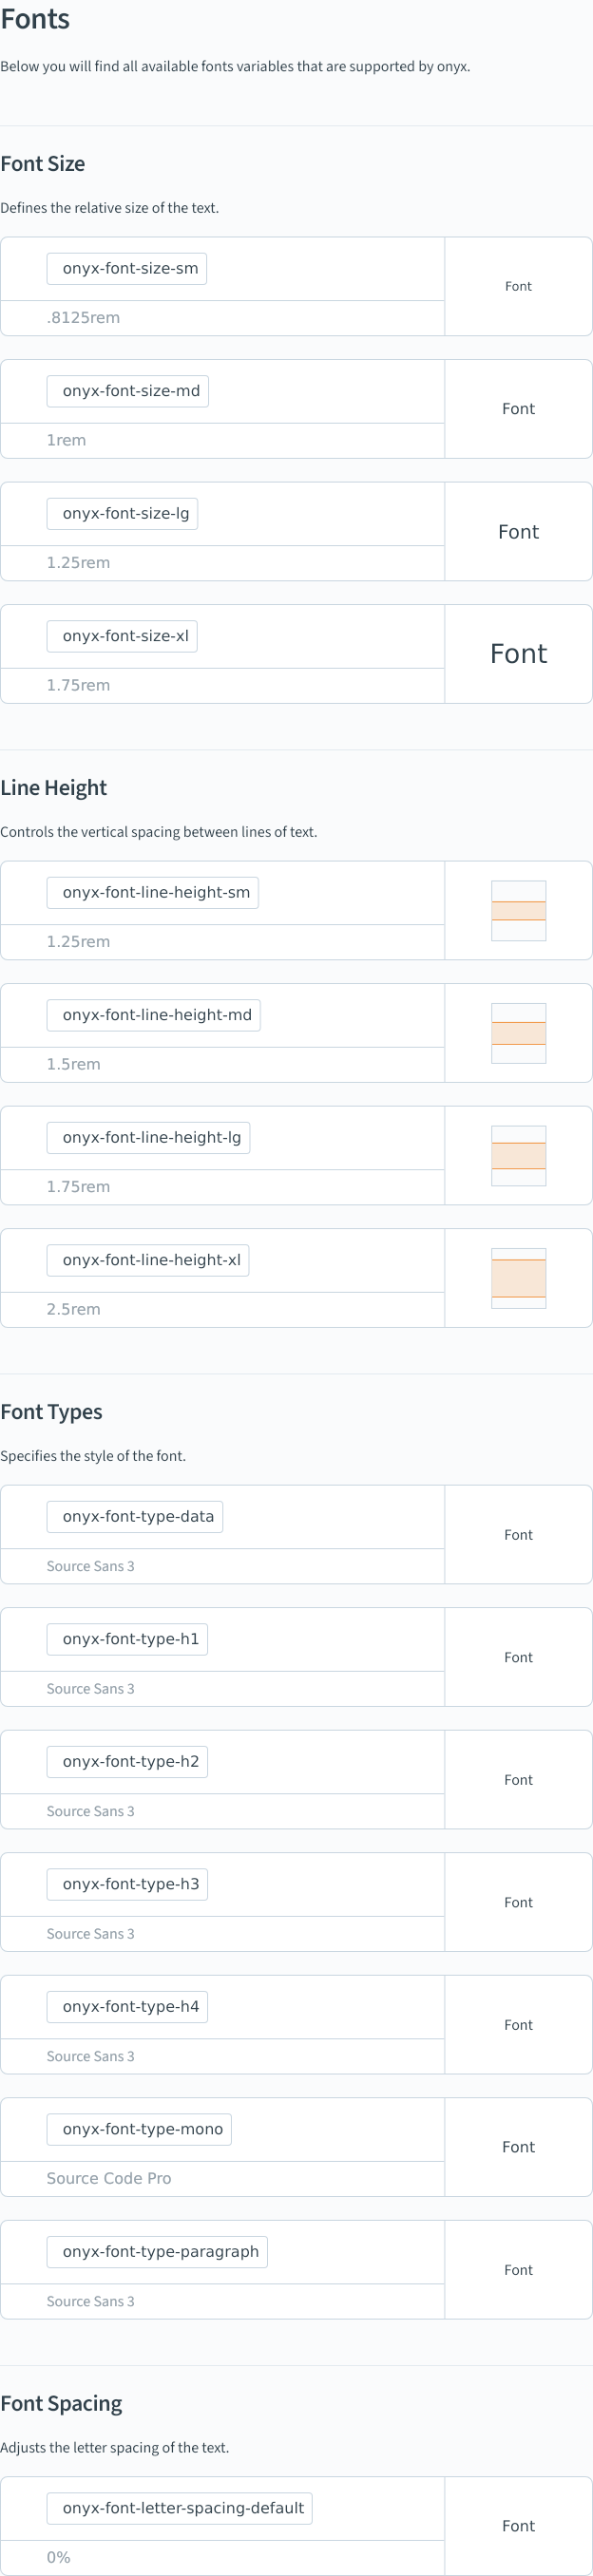 Fonts
Below you will find all available fonts variables that are supported by onyx.
Font Size
Defines the relative size of the text.
onyx-font-size-sm
Font
.8125rem
onyx-font-size-md
Font
1rem
onyx-font-size-lg
Font
1.25rem
onyx-font-size-xl
Font
1.75rem
Line Height
Controls the vertical spacing between lines of text.
onyx-font-line-height-sm
1.25rem
onyx-font-line-height-md
1.5rem
onyx-font-line-height-lg
1.75rem
onyx-font-line-height-xl
2.5rem
Font Types
Specifies the style of the font.
onyx-font-type-data
Font
Source Sans 3
onyx-font-type-h1
Font
Source Sans 3
onyx-font-type-h2
Font
Source Sans 3
onyx-font-type-h3
Font
Source Sans 3
onyx-font-type-h4
Font
Source Sans 3
onyx-font-type-mono
Font
Source Code Pro
onyx-font-type-paragraph
Font
Source Sans 3
Font Spacing
Adjusts the letter spacing of the text.
onyx-font-letter-spacing-default
Font
0%